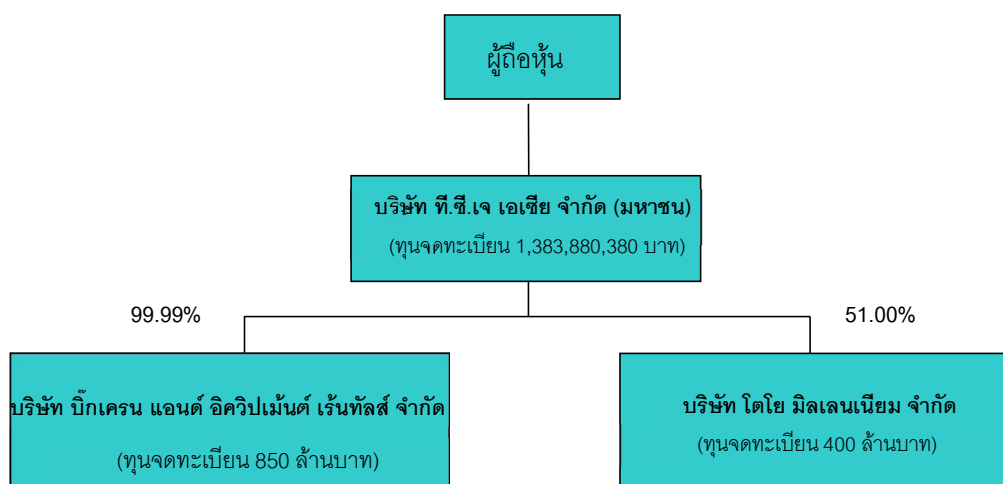 ผู้ถือหุ้น
บริษัท ที.ซี.เจ เอเซีย จำกัด (มหาชน)
(ทุนจดทะเบียน 1,383,880,380 บาท)
99.99%
51.00%
บริษัท บิ๊กเครน แอนด์ อิควิปเม้นต์ เร้นทัลส์ จำกัด
(ทุนจดทะเบียน 850 ล้านบาท)
บริษัท โตโย มิลเลนเนียม จำกัด
(ทุนจดทะเบียน 400 ล้านบาท)